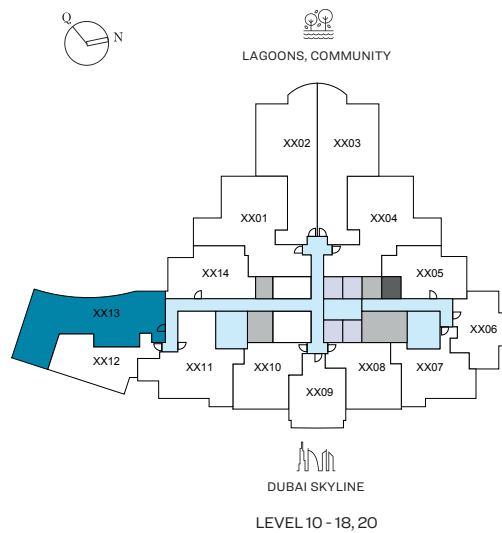 Q
N
LAGOONS, COMMUNITY
XX02 XX03
XX01 XX04
XX14 XX05
XX13
XX06
XX12 XX11 XX10 XX08 XX07
XX09
DUBAI SKYLINE
LEVEL 10 - 18, 20